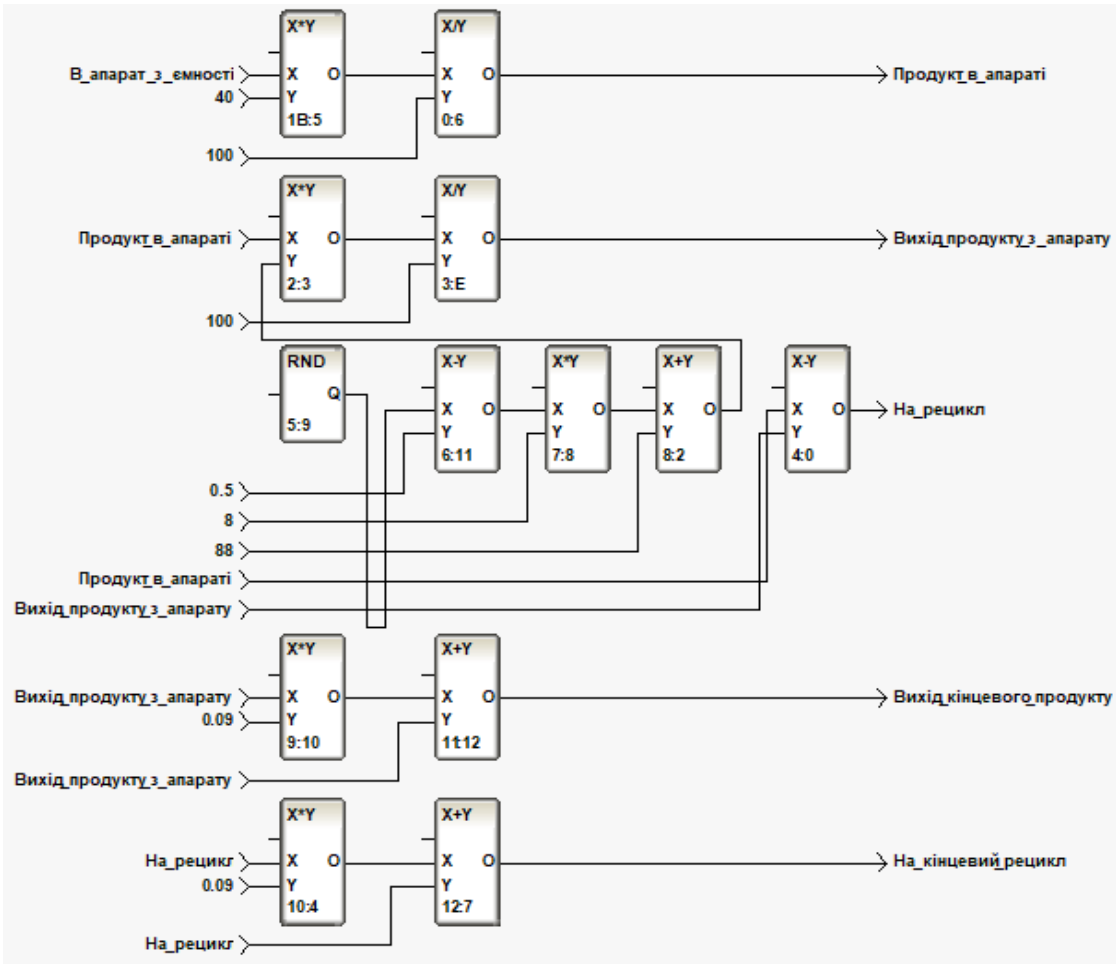 X*Y
X/Y
В_апарат_з_ємності
X O
X O
Продукт_в_апараті
40
Y
Y
1B:5
0:6
100
X*Y
X/Y
Продукт_в_апараті
X O
X O
Вихід_продукту_з_апарату
Y
Y
2:3
3:E
100
RND
X-Y
X*Y
X+Y
X-Y
Q
X O
X O
X O
X O
На_рецикл
Y
Y
Y
Y
5:9
6:11
7:8
8:2
4:0
0.5
8
88
Продукт_в_апараті
Вихід_продукту_з_апарату
X*Y
X+Y
Вихід_продукту_з_апарату
X O
X O
Вихід_кінцевого_продукту
0.09
Y
Y
9:10
11:12
Вихід_продукту_з_апарату
X*Y
X+Y
На_рецикл
X O
X O
На_кінцевий_рецикл
0.09
Y
Y
10:4
12:7
На_рецикл